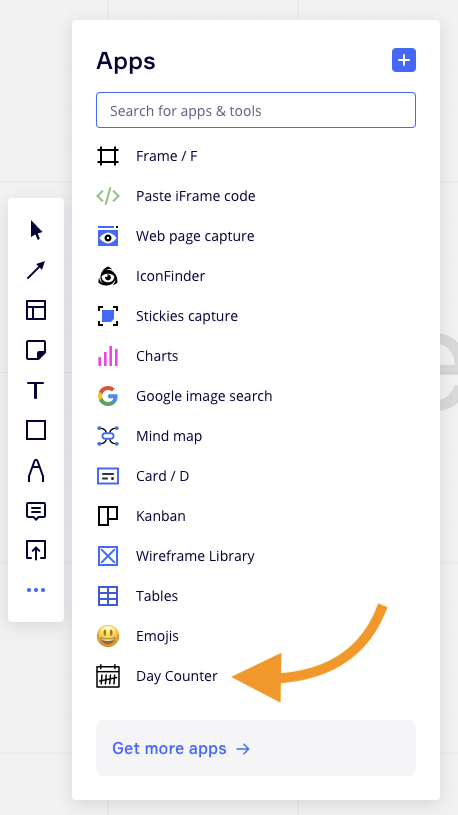 Apps
Search for apps & tools
Frame / F
Paste iFrame code
Web page capture
IconFinder
Stickies capture
Charts
Google image search
Mind map
Card / D
Kanban
Wireframe Library
Tables
Emojis
Day Counter
Get more apps →